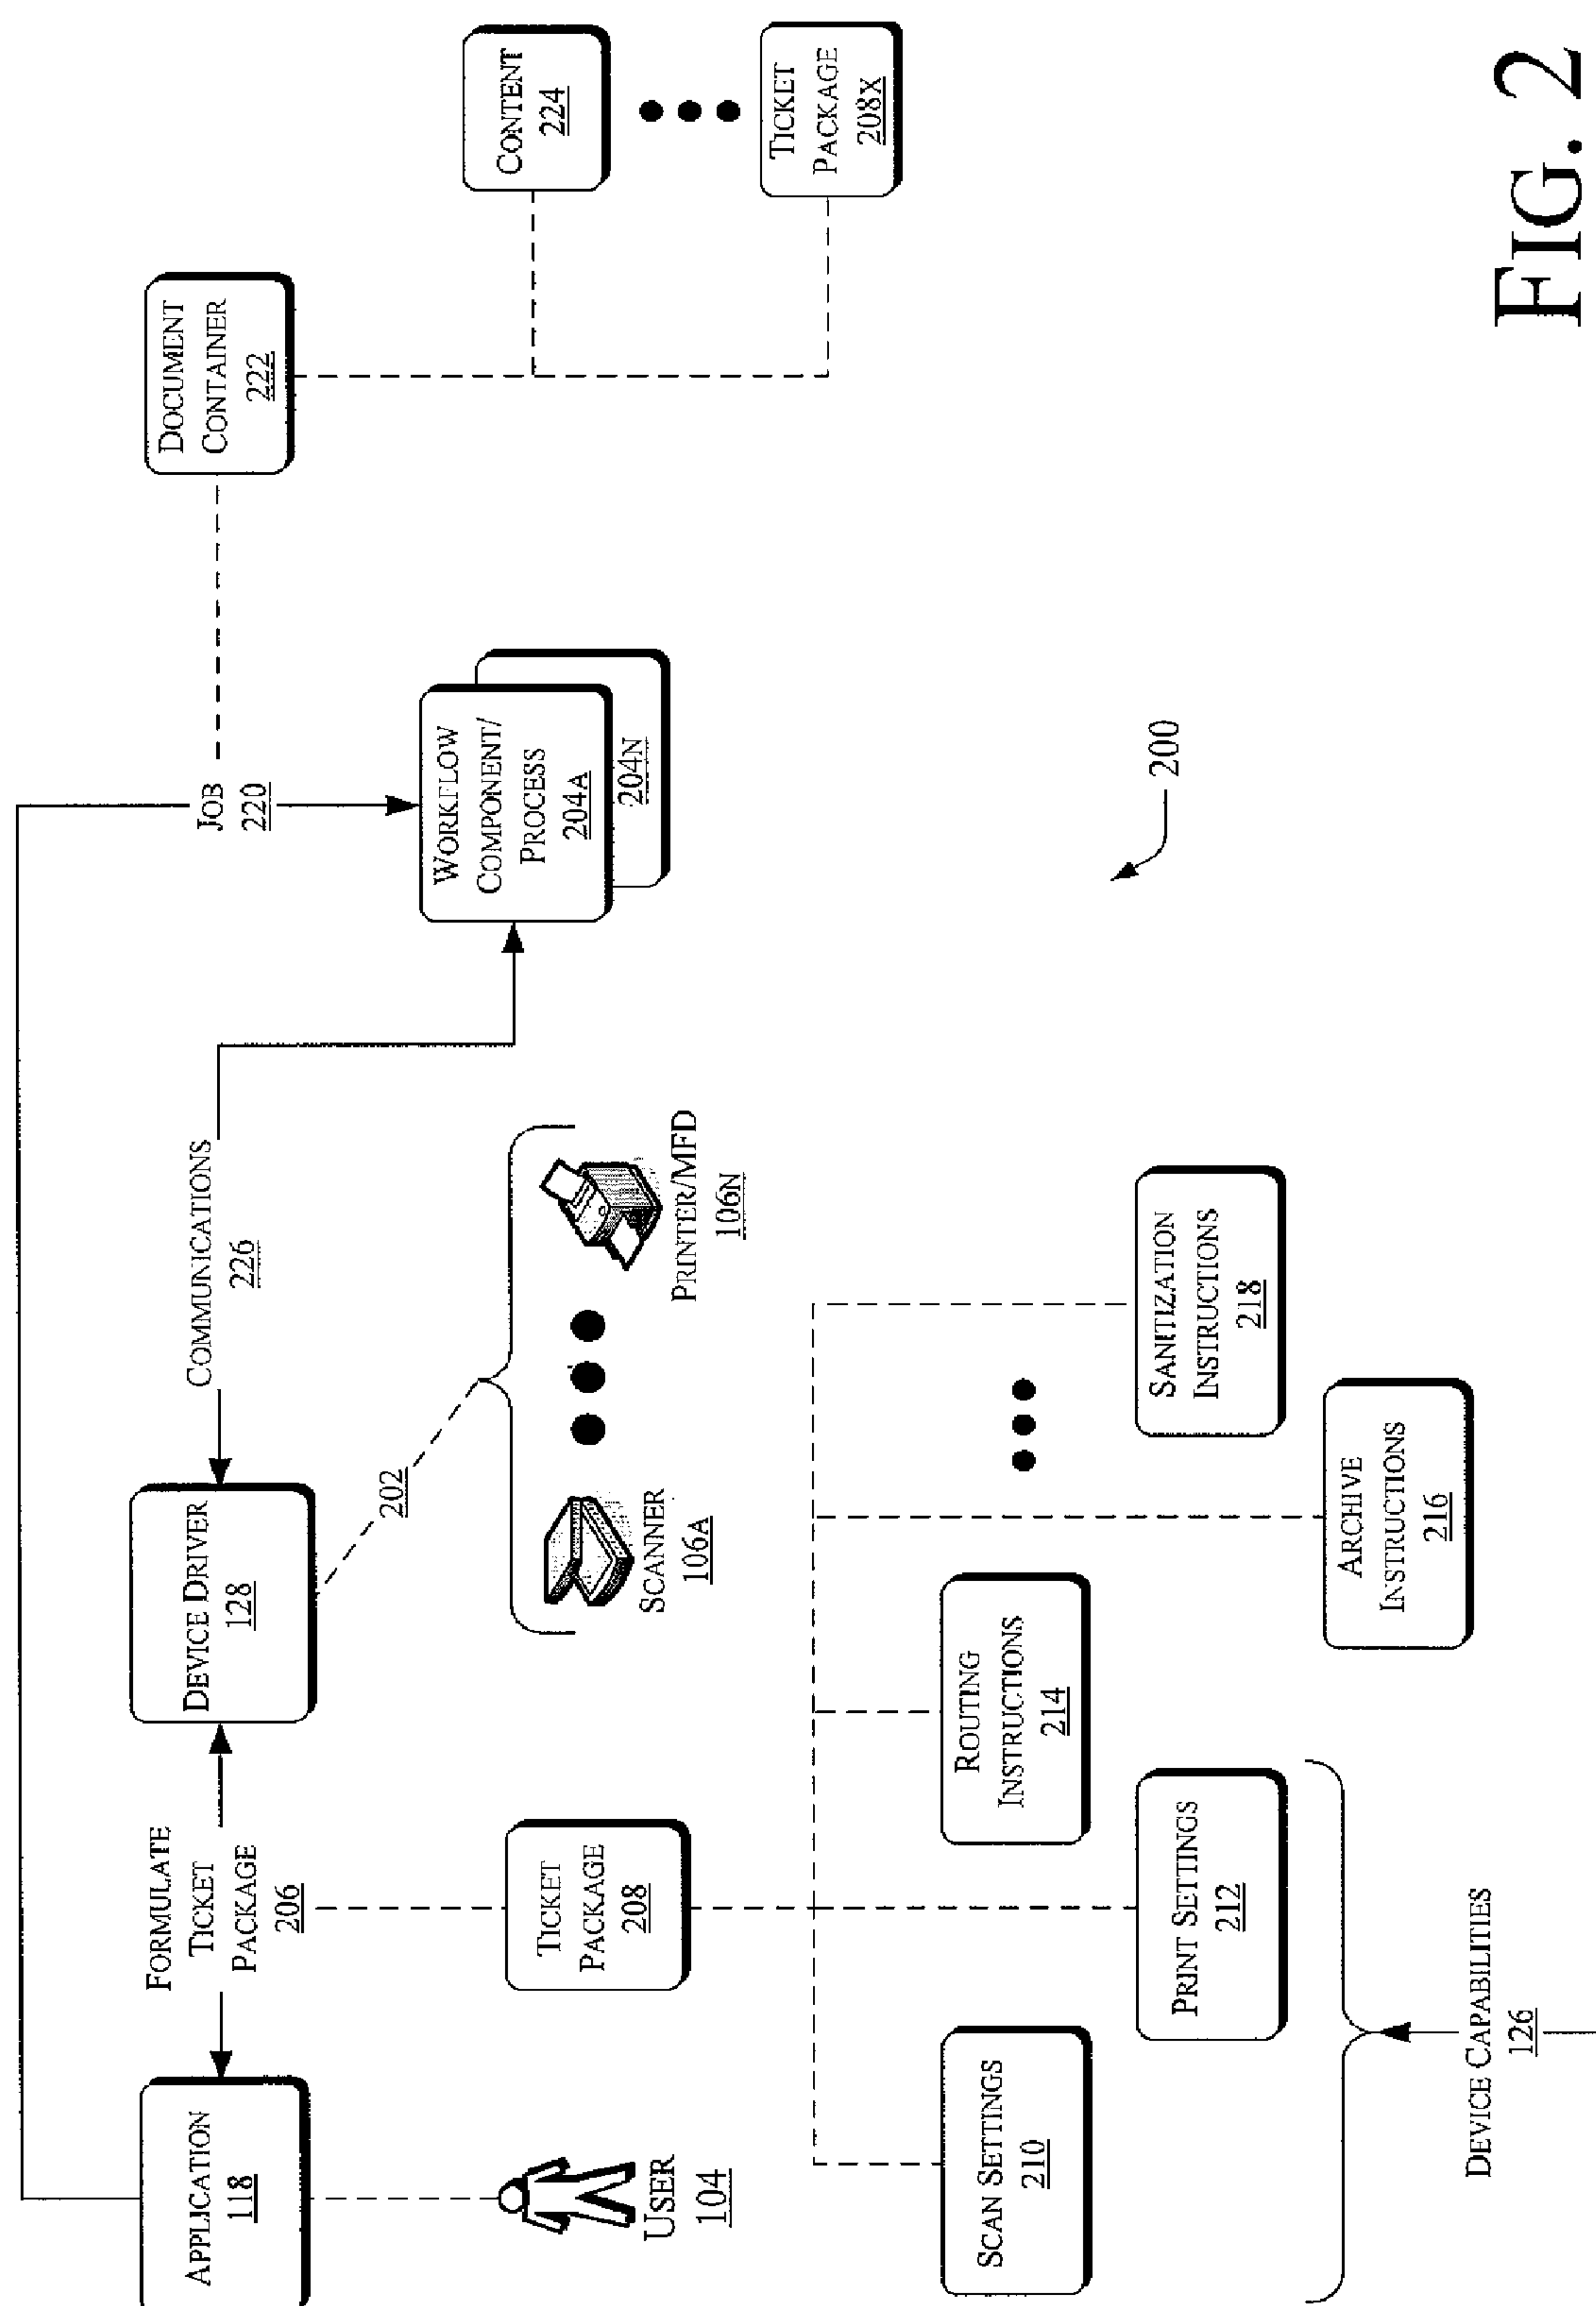 APPLICATION
118
FORMULATE
TICKET
PACKAGE
206
DEVICE DRIVER
128
COMMUNICATIONS
226
JOB
220
DOCUMENT
CONTAINER
222
USER
104
TICKET
PACKAGE
208
202
SCANNER
106A
PRINTER/MFD
106N
WORKFLOW
COMPONENT/
PROCESS
204A
204N
CONTENT
224
TICKET
PACKAGE
208X
SCAN SETTINGS
210
PRINT SETTINGS
212
ROUTING
INSTRUCTIONS
214
ARCHIVE
INSTRUCTIONS
216
SANITIZATION
INSTRUCTIONS
218
DEVICE CAPABILITIES
126
200
FIG. 2